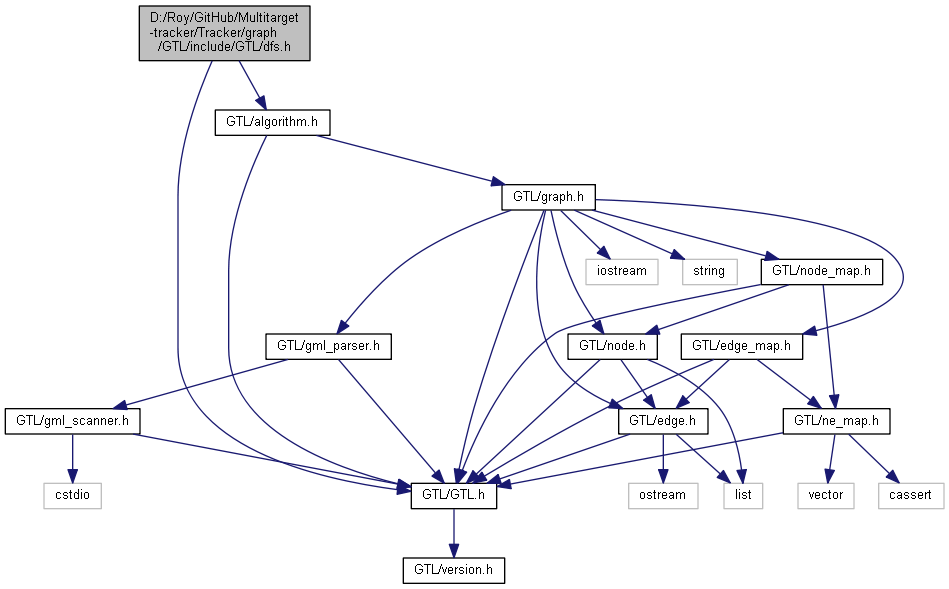 D:/Roy/GitHub/Multitarget
-tracker/Tracker/graph
/GTL/include/GTL/dfs.h
GTL/algorithm.h
GTL/graph.h
iostream
string
GTL/node_map.h
GTL/gml_parser.h
GTL/node.h
GTL/edge_map.h
GTL/gml_scanner.h
GTL/edge.h
GTL/ne_map.h
cstdio
GTL/GTL.h
ostream
list
vector
cassert
GTL/version.h